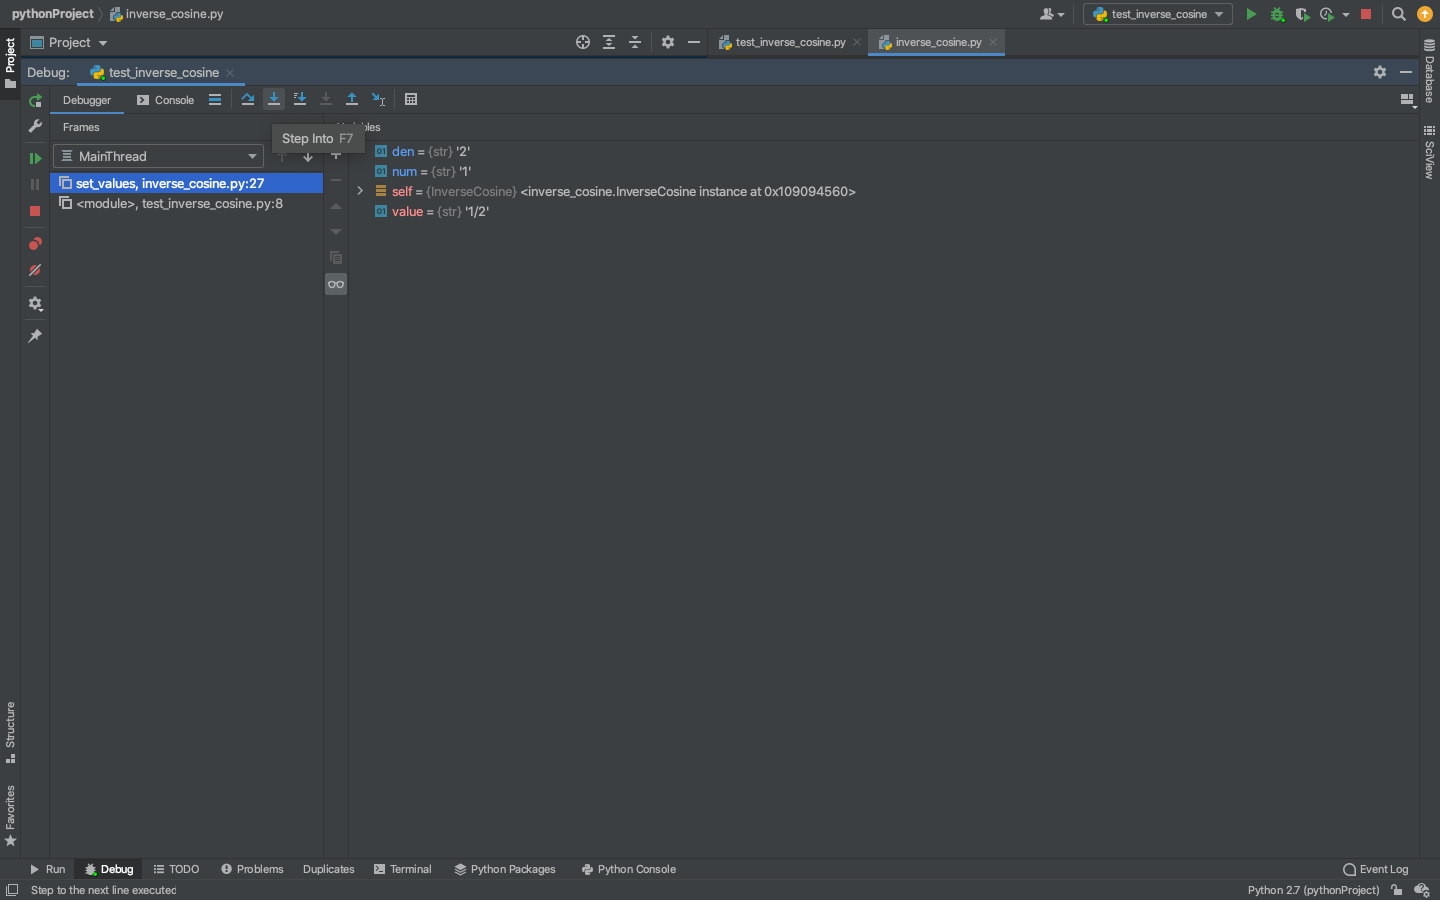 pythonProject inverse_cosine.py test_inverse_cosine
Project test_inverse_cosine.py inverse_cosine.py
Debug: test_inverse_cosine
Debugger Console
Frames
Step Into F7
MainThread
set_values, inverse_cosine.py:27
<module>, test_inverse_cosine.py:8
den = {str} '2'
num = {str} '1'
self = {InverseCosine} <inverse_cosine.InverseCosine instance at 0x109094560>
value = {str} '1/2'
Project
Structure
Favorites
Database
SciView
Run Debug TODO Problems Duplicates Terminal Python Packages Python Console Event Log
Step to the next line executed Python 2.7 (pythonProject)